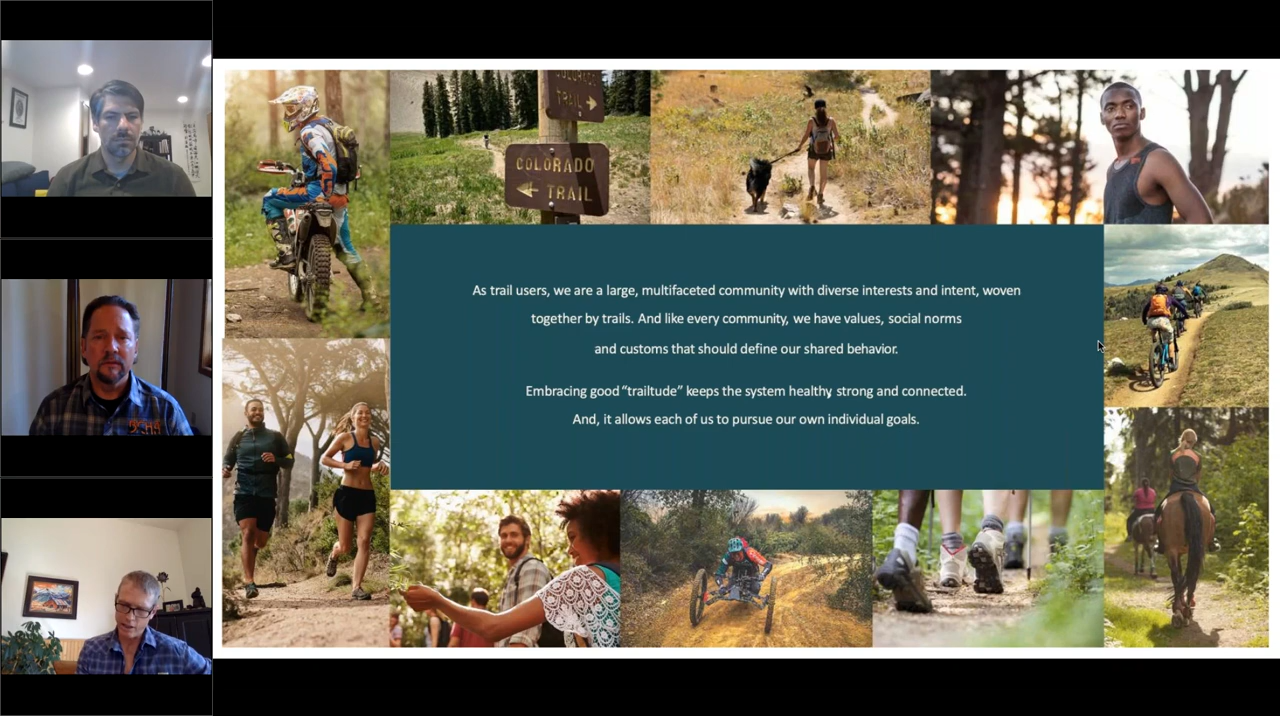 COLORADO
TRAIL
COLORADO
TRAIL
As trail users, we are a large, multifaceted community with diverse interests and intent, woven
together by trails. And like every community, we have values, social norms
and customs that should define our shared behavior.
Embracing good “trailtude” keeps the system healthy, strong and connected.
And, it allows each of us to pursue our own individual goals.